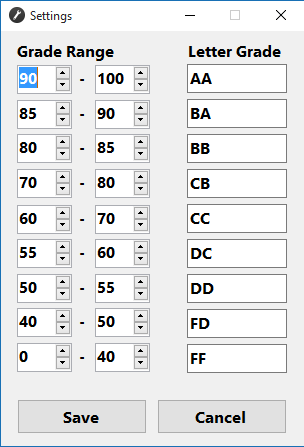 Settings
Grade Range Letter Grade
90 - 100 AA
85 - 90 BA
80 - 85 BB
70 - 80 CB
60 - 70 CC
55 - 60 DC
50 - 55 DD
40 - 50 FD
0 - 40 FF
Save Cancel